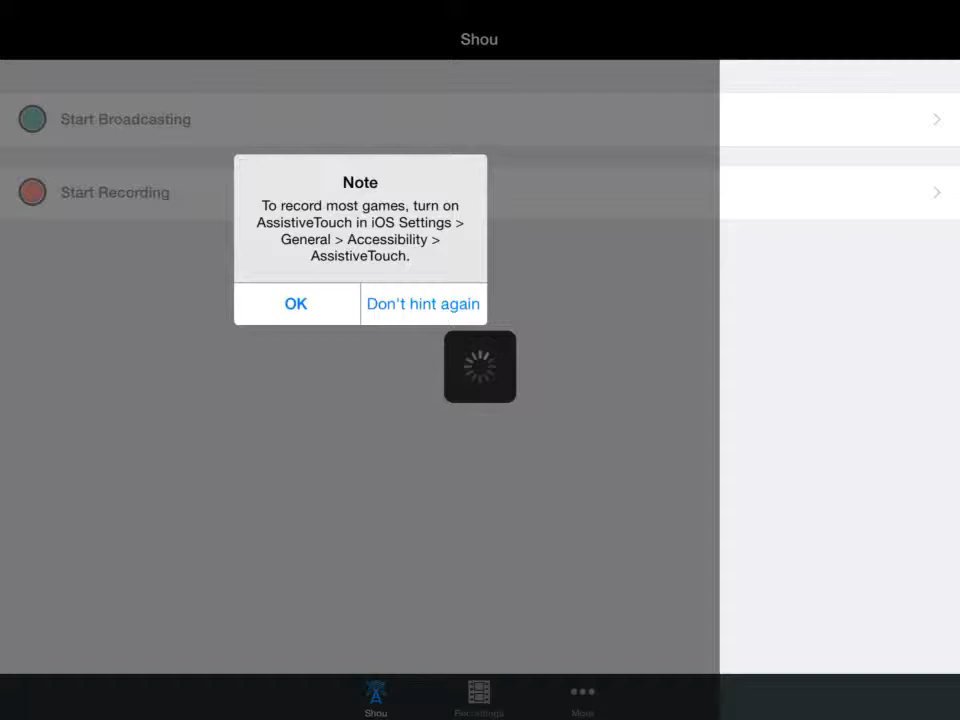 Shou
Start Broadcasting
Start Recording
Note
To record most games, turn on
AssistiveTouch in iOS Settings >
General > Accessibility >
AssistiveTouch.
OK
Don't hint again
Shou
Recordings
More